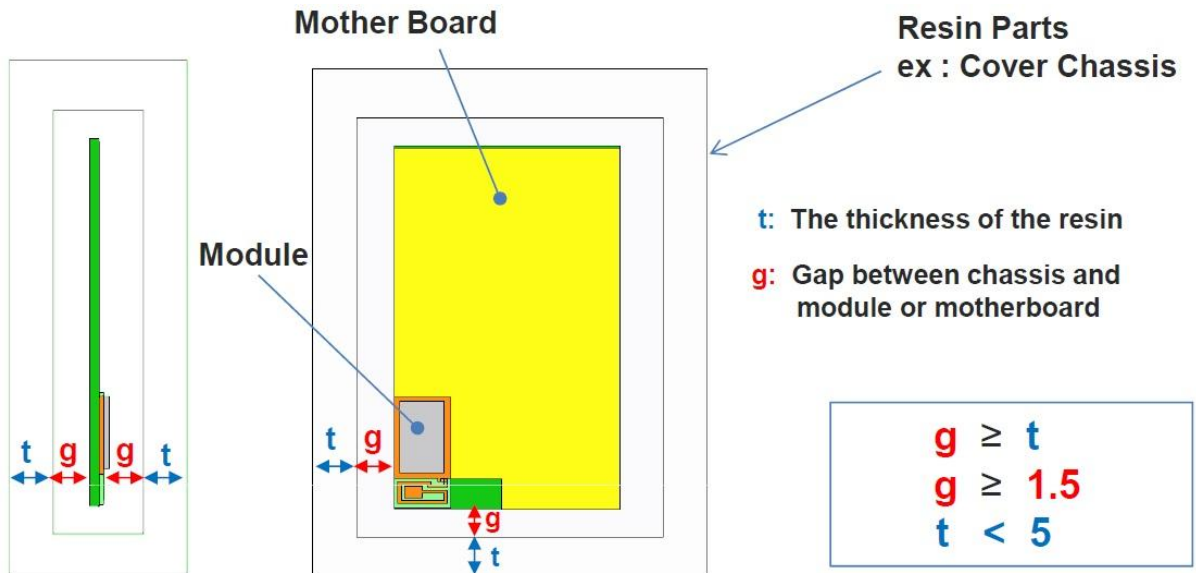 Mother Board
Resin Parts
ex : Cover Chassis
Module
t: The thickness of the resin
g: Gap between chassis and
module or motherboard
t g g t
t g
g
t
g ≥ t
g ≥ 1.5
t < 5